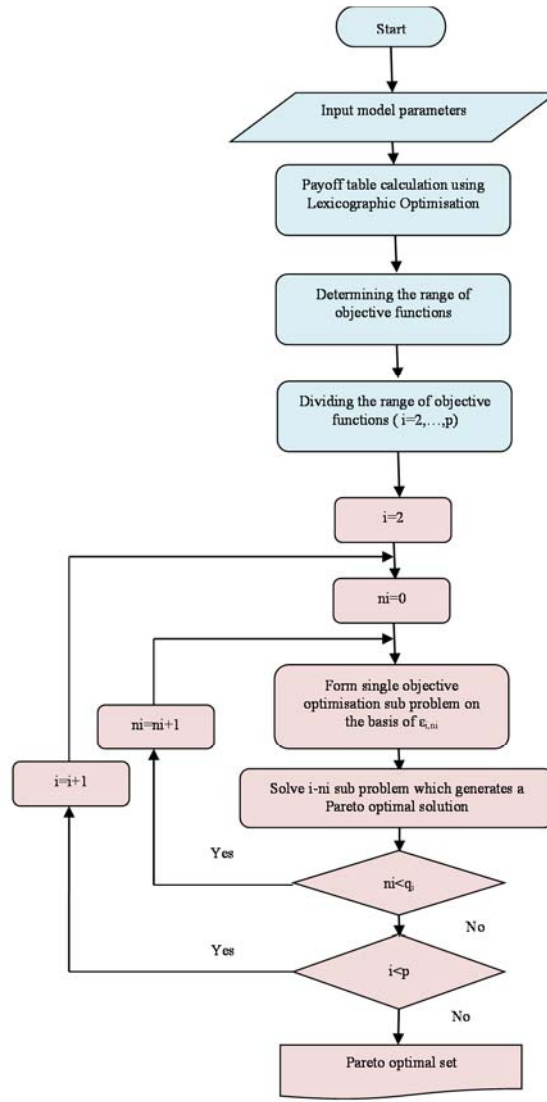 Start
Input model parameters
Payoff table calculation using
Lexicographic Optimisation
Determining the range of
objective functions
Dividing the range of objective
functions ( i=2,…,p)
i=2
ni=0
Form single objective
optimisation sub problem on
the basis of ε_{i,ni}
ni=ni+1
i=i+1
Solve i-ni sub problem which generates a
Pareto optimal solution
Yes
ni<q_i
No
Yes
i<p
No
Pareto optimal set